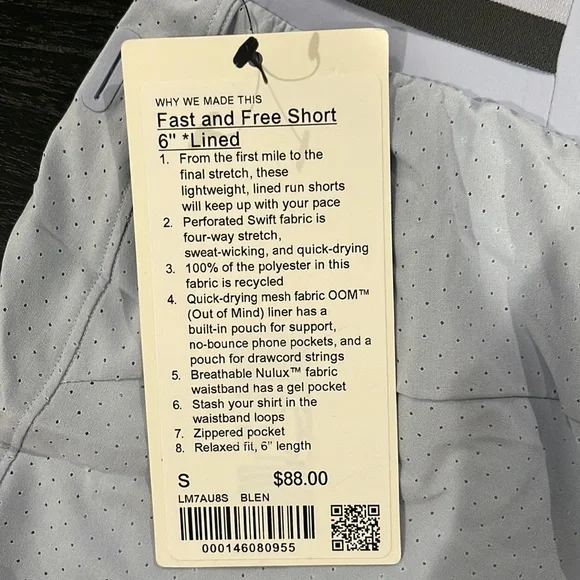 WHY WE MADE THIS
Fast and Free Short
6" *Lined
1. From the first mile to the
final stretch, these
lightweight, lined run shorts
will keep up with your pace
2. Perforated Swift fabric is
four-way stretch,
sweat-wicking, and quick-drying
3. 100% of the polyester in this
fabric is recycled
4. Quick-drying mesh fabric OOM™
(Out of Mind) liner has a
built-in pouch for support,
no-bounce phone pockets, and a
pouch for drawcord strings
5. Breathable Nulux™ fabric
waistband has a gel pocket
6. Stash your shirt in the
waistband loops
7. Zippered pocket
8. Relaxed fit, 6" length
S $88.00
LM7AU8S BLEN
000146080955